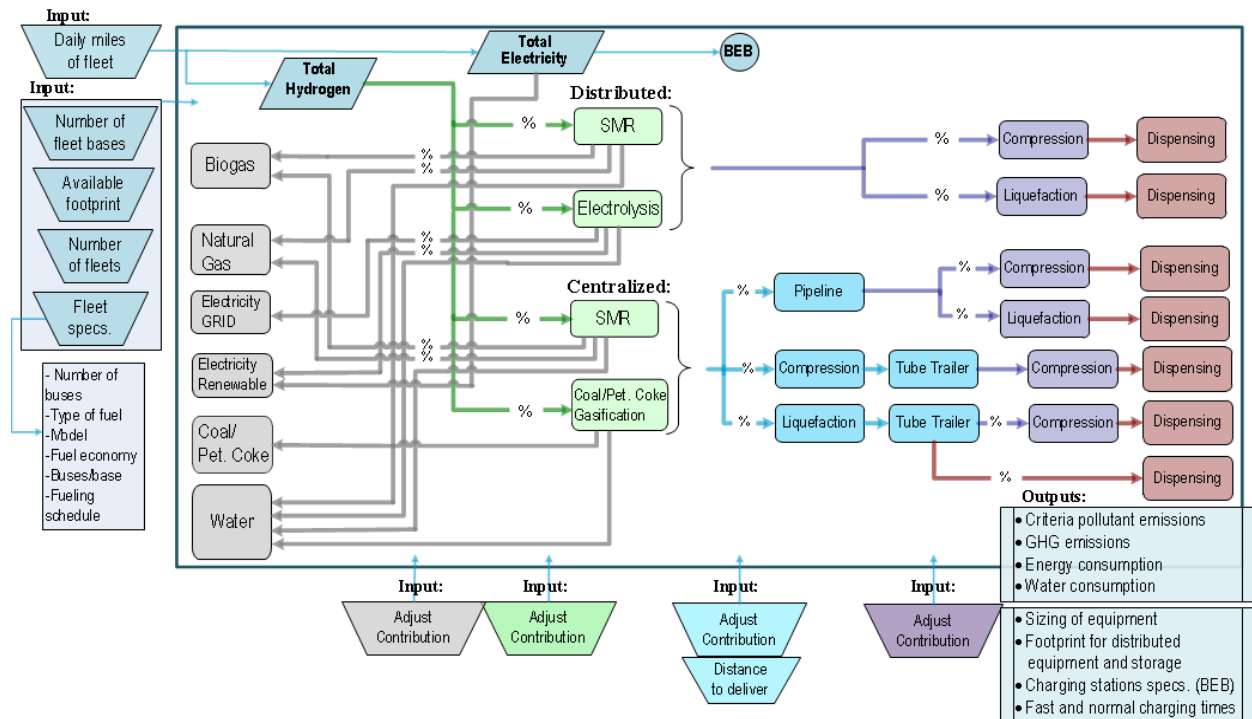 Input:
Daily miles
of fleet
Input:
Number of
fleet bases
Available
footprint
Number
of fleets
Fleet
specs.
- Number of
buses
-Type of fuel
-Model
-Fuel economy
-Buses/base
-Fueling
schedule
Total
Electricity
BEB
Total
Hydrogen
Distributed:
%
SMR
%
Electrolysis
Centralized:
%
SMR
%
Coal/Pet. Coke
Gasification
Biogas
%
%
Natural
Gas
%
%
Electricity
GRID
%
%
Electricity
Renewable
Coal/
Pet. Coke
Water
%
Compression
Dispensing
%
Liquefaction
Dispensing
%
Pipeline
%
Compression
Dispensing
%
Liquefaction
Dispensing
%
Compression
Tube Trailer
Compression
Dispensing
%
Liquefaction
Tube Trailer
%
Compression
Dispensing
%
Dispensing
Input:
Adjust
Contribution
Input:
Adjust
Contribution
Input:
Adjust
Contribution
Distance
to deliver
Input:
Adjust
Contribution
Outputs:
• Criteria pollutant emissions
• GHG emissions
• Energy consumption
• Water consumption
• Sizing of equipment
• Footprint for distributed
equipment and storage
• Charging stations specs. (BEB)
• Fast and normal charging times